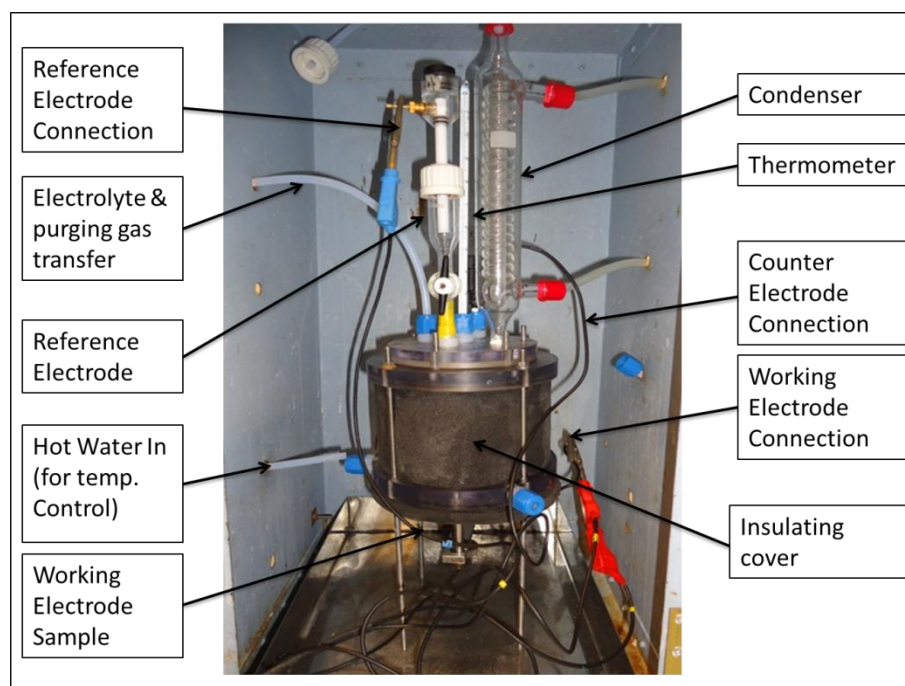 Reference
Electrode
Connection
Electrolyte &
purging gas
transfer
Reference
Electrode
Hot Water In
(for temp.
Control)
Working
Electrode
Sample
Condenser
Thermometer
Counter
Electrode
Connection
Working
Electrode
Connection
Insulating
cover